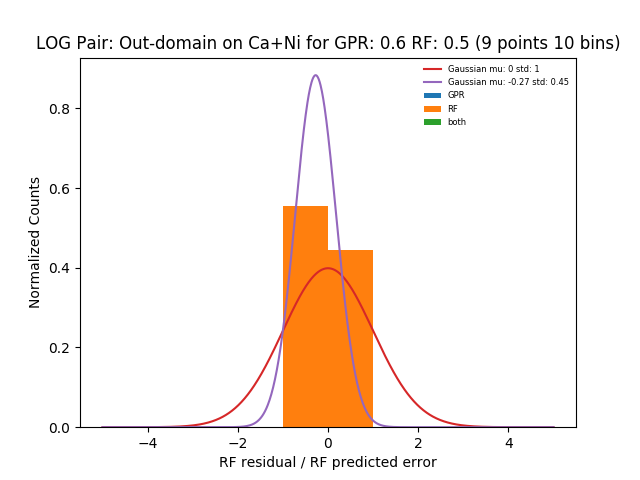 LOG Pair: Out-domain on Ca+Ni for GPR: 0.6 RF: 0.5 (9 points 10 bins)
Gaussian mu: 0 std: 1
Gaussian mu: -0.27 std: 0.45
GPR
RF
both
Normalized Counts
0.8
0.6
0.4
0.2
0.0
−4 −2 0 2 4
RF residual / RF predicted error